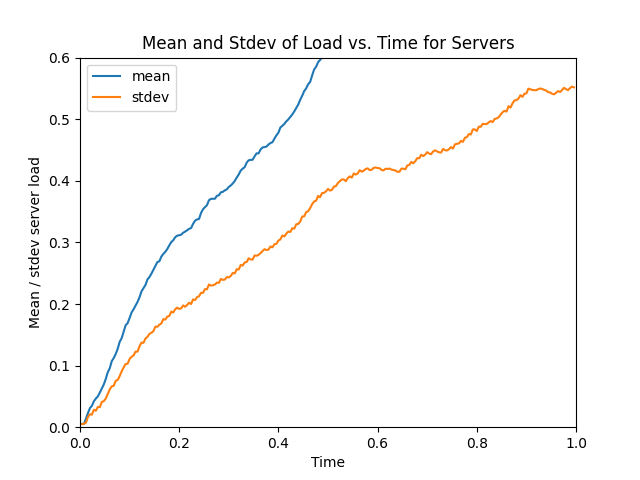 Mean and Stdev of Load vs. Time for Servers
mean
stdev
Mean / stdev server load
0.6
0.5
0.4
0.3
0.2
0.1
0.0
0.0 0.2 0.4 0.6 0.8 1.0
Time